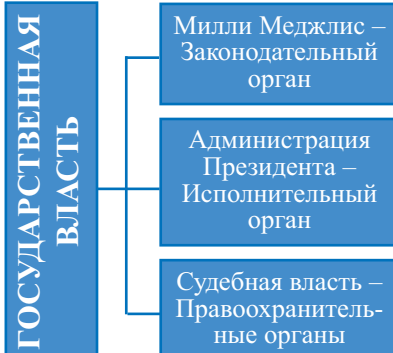 ГОСУДАРСТВЕННАЯ
ВЛАСТЬ
Милли Меджлис –
Законодательный
орган
Администрация
Президента –
Исполнительный
орган
Судебная власть –
Правоохранитель-
ные органы